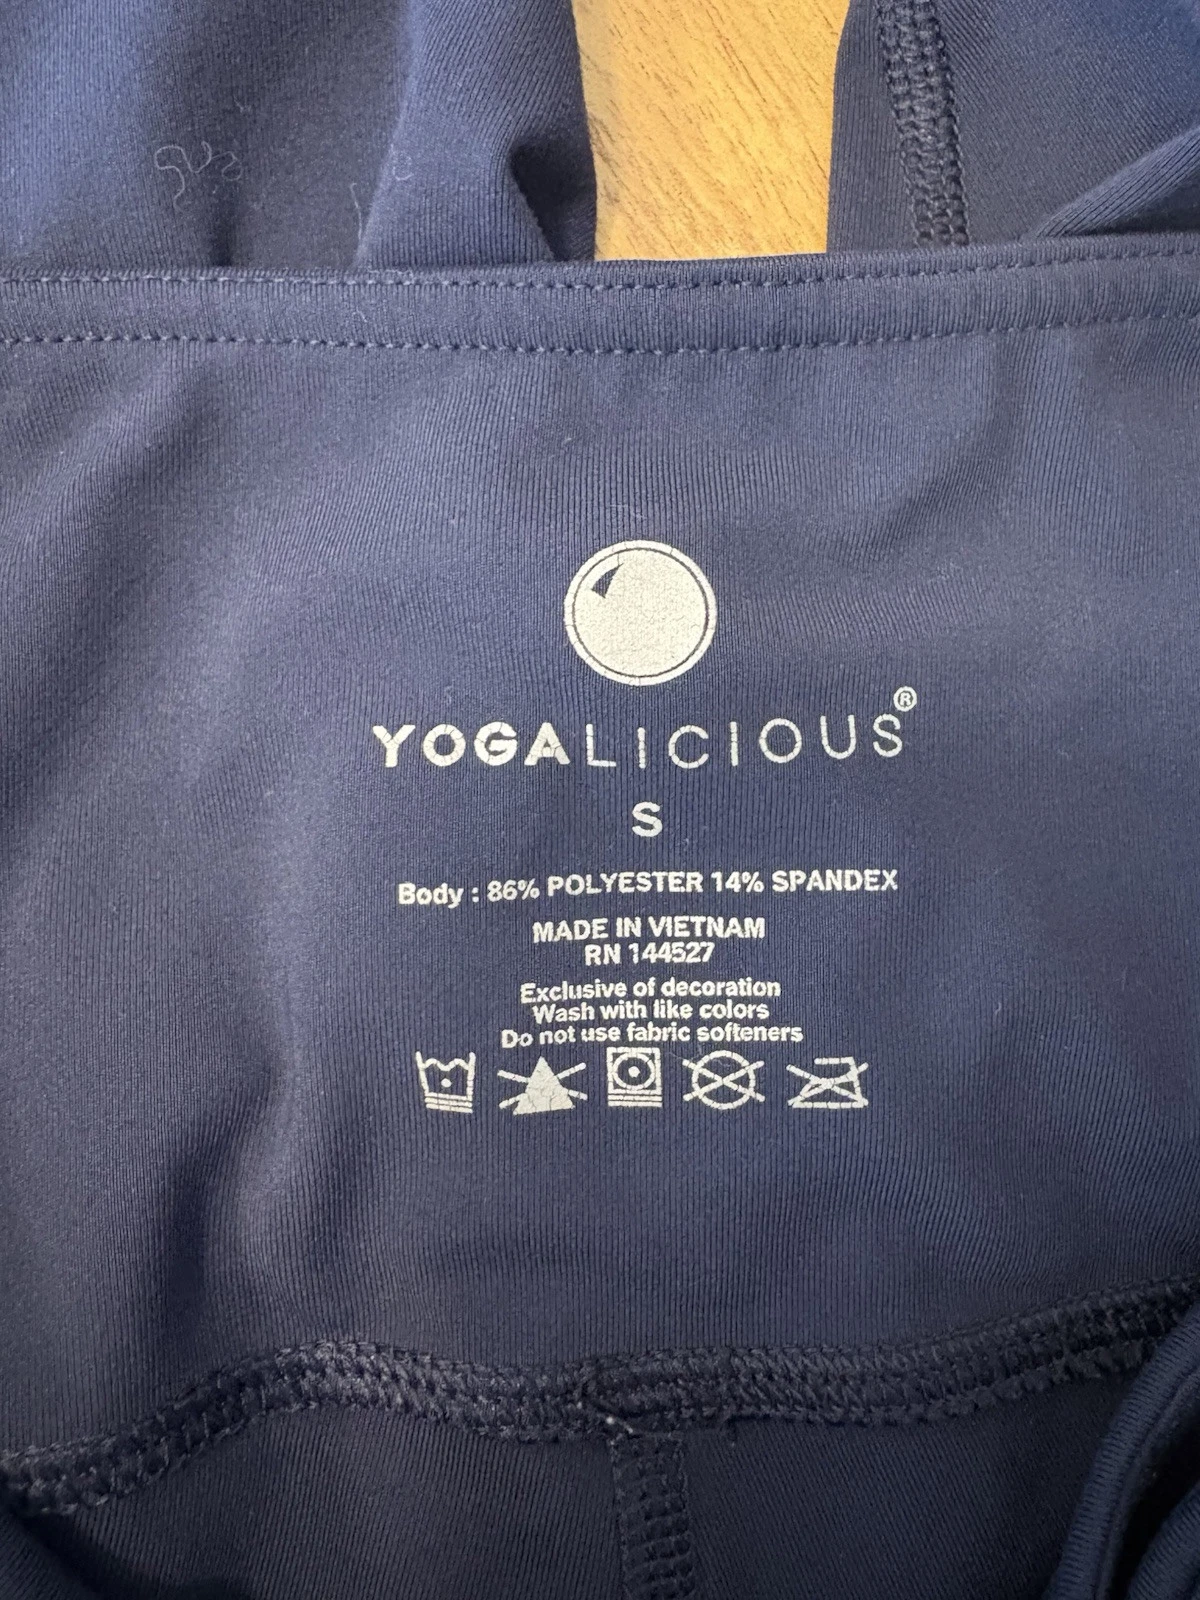 YOGALICIOUS®
S
Body : 86% POLYESTER 14% SPANDEX
MADE IN VIETNAM
RN 144527
Exclusive of decoration
Wash with like colors
Do not use fabric softeners